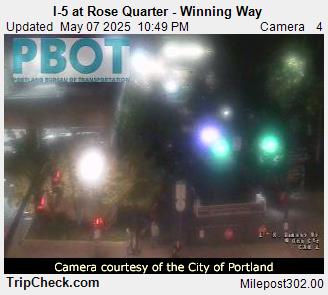 I-5 at Rose Quarter - Winning Way
Updated May 07 2025 10:49 PM Camera 4
PBOT
PORTLAND BUREAU OF TRANSPORTATION
Camera courtesy of the City of Portland
TripCheck.com Milepost302.00